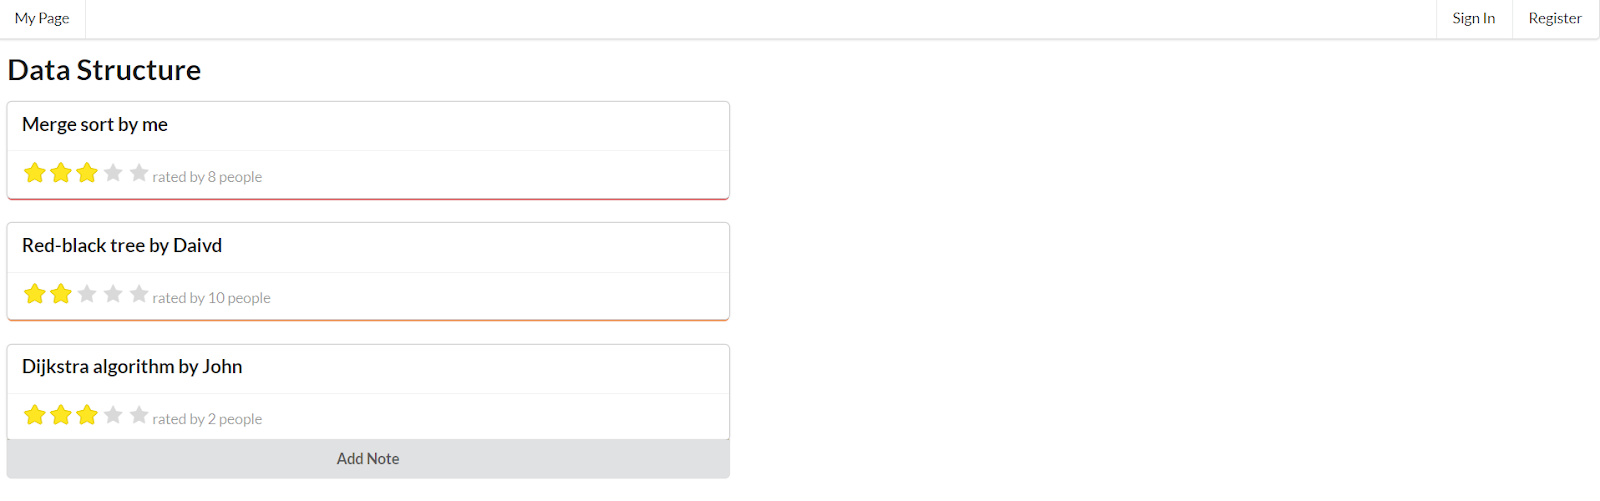 My Page Sign In Register
Data Structure
Merge sort by me
rated by 8 people
Red-black tree by Daivd
rated by 10 people
Dijkstra algorithm by John
rated by 2 people
Add Note